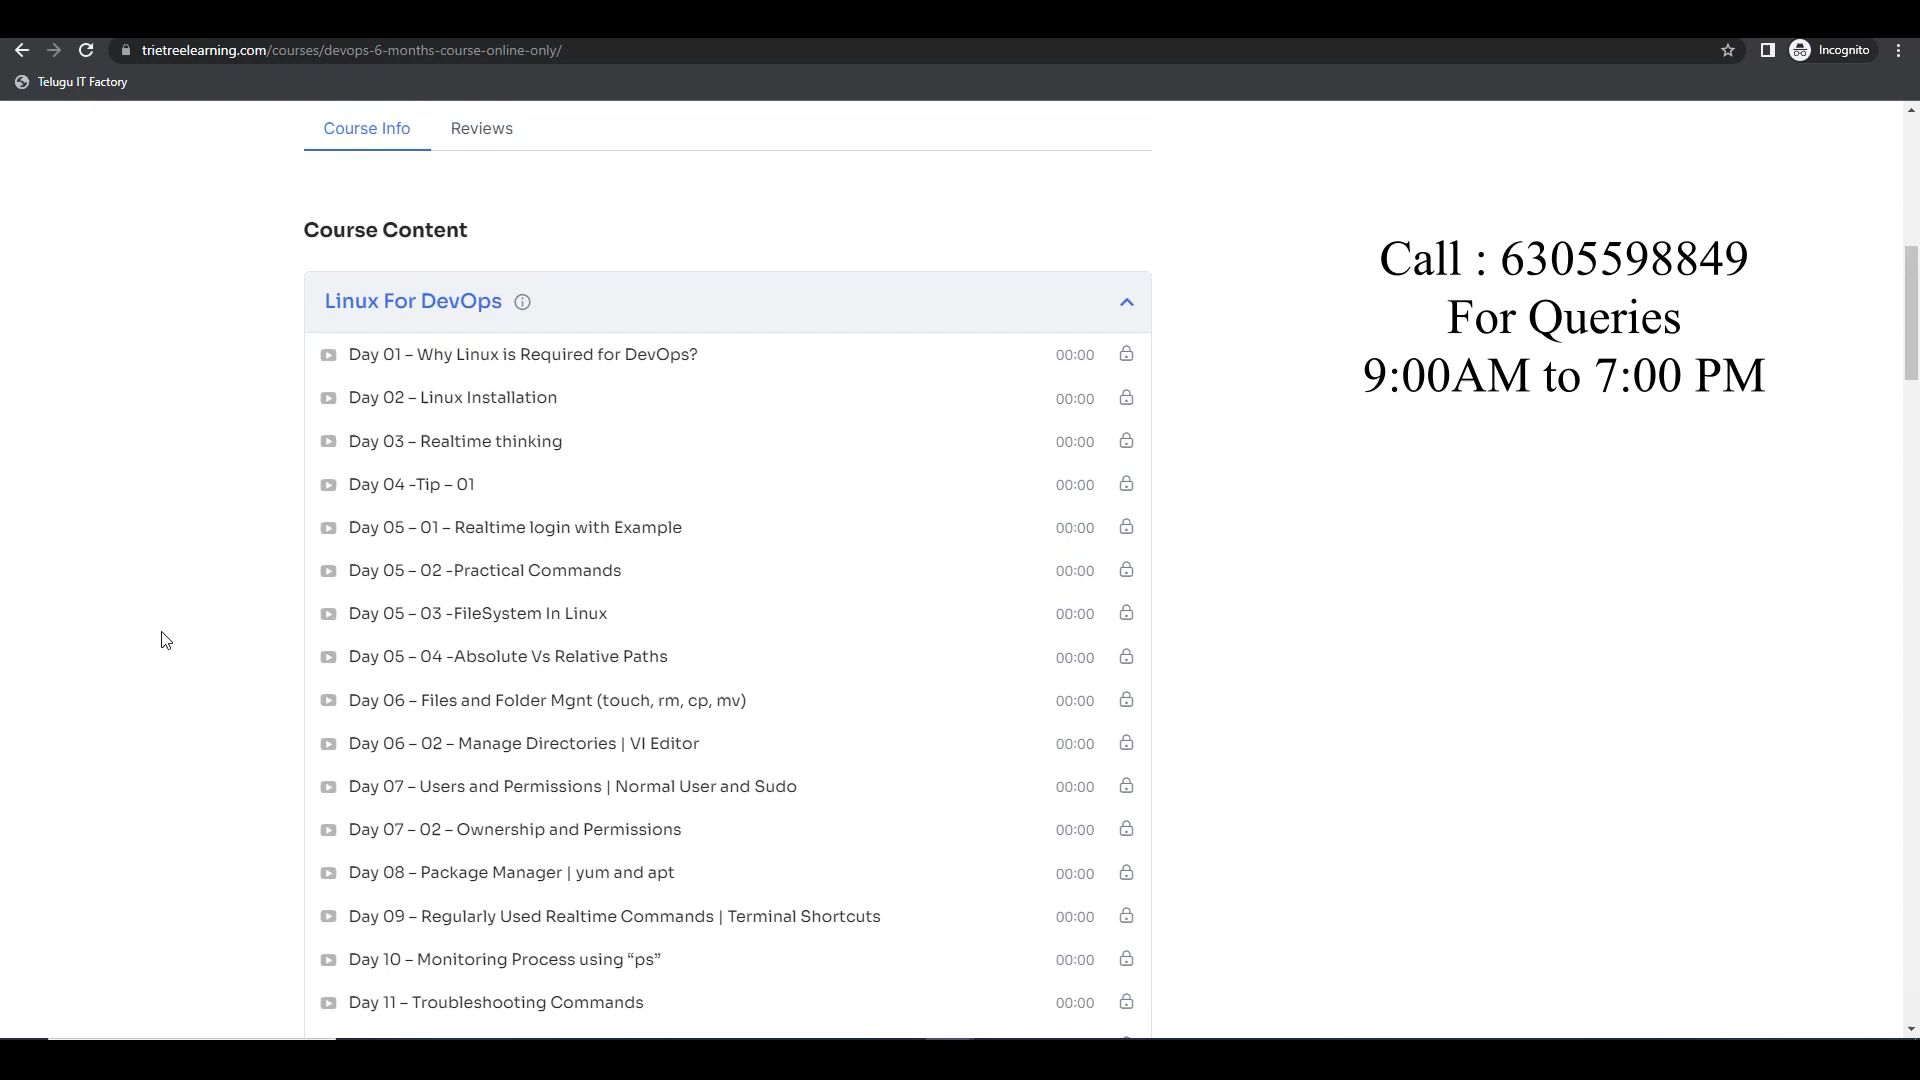 trietreelearning.com/courses/devops-6-months-course-online-only/
Incognito
Telugu IT Factory
Course Info
Reviews
Course Content
Linux For DevOps
Day 01 – Why Linux is Required for DevOps? 00:00
Day 02 – Linux Installation 00:00
Day 03 – Realtime thinking 00:00
Day 04 -Tip – 01 00:00
Day 05 – 01 – Realtime login with Example 00:00
Day 05 – 02 -Practical Commands 00:00
Day 05 – 03 -FileSystem In Linux 00:00
Day 05 – 04 -Absolute Vs Relative Paths 00:00
Day 06 – Files and Folder Mgnt (touch, rm, cp, mv) 00:00
Day 06 – 02 – Manage Directories | VI Editor 00:00
Day 07 – Users and Permissions | Normal User and Sudo 00:00
Day 07 – 02 – Ownership and Permissions 00:00
Day 08 – Package Manager | yum and apt 00:00
Day 09 – Regularly Used Realtime Commands | Terminal Shortcuts 00:00
Day 10 – Monitoring Process using “ps” 00:00
Day 11 – Troubleshooting Commands 00:00
Call : 6305598849
For Queries
9:00AM to 7:00 PM